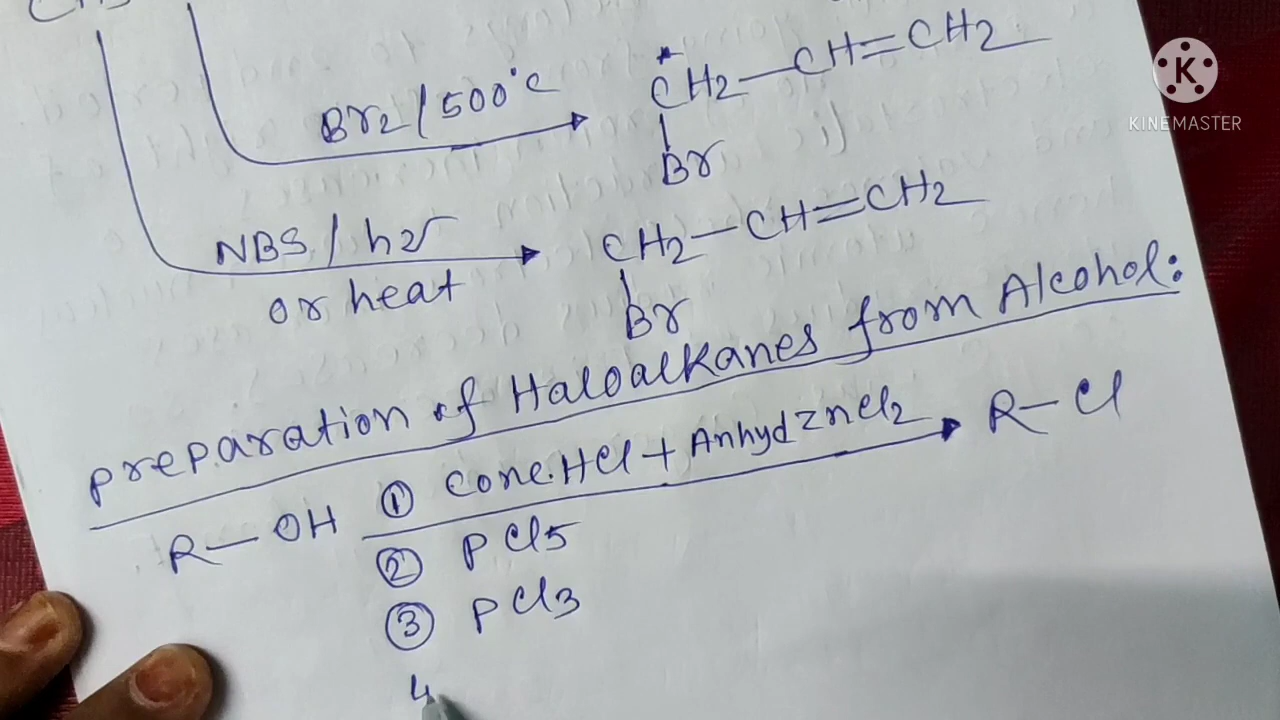 Br2 / 500°C
*
CH2—CH=CH2
Br
NBS / hν
or heat
CH2—CH=CH2
Br
preparation of Haloalkanes from Alcohol:
R—OH ① Conc.HCl + Anhyd ZnCl2 R—Cl
② PCl5
③ PCl3
4
K
KINEMASTER